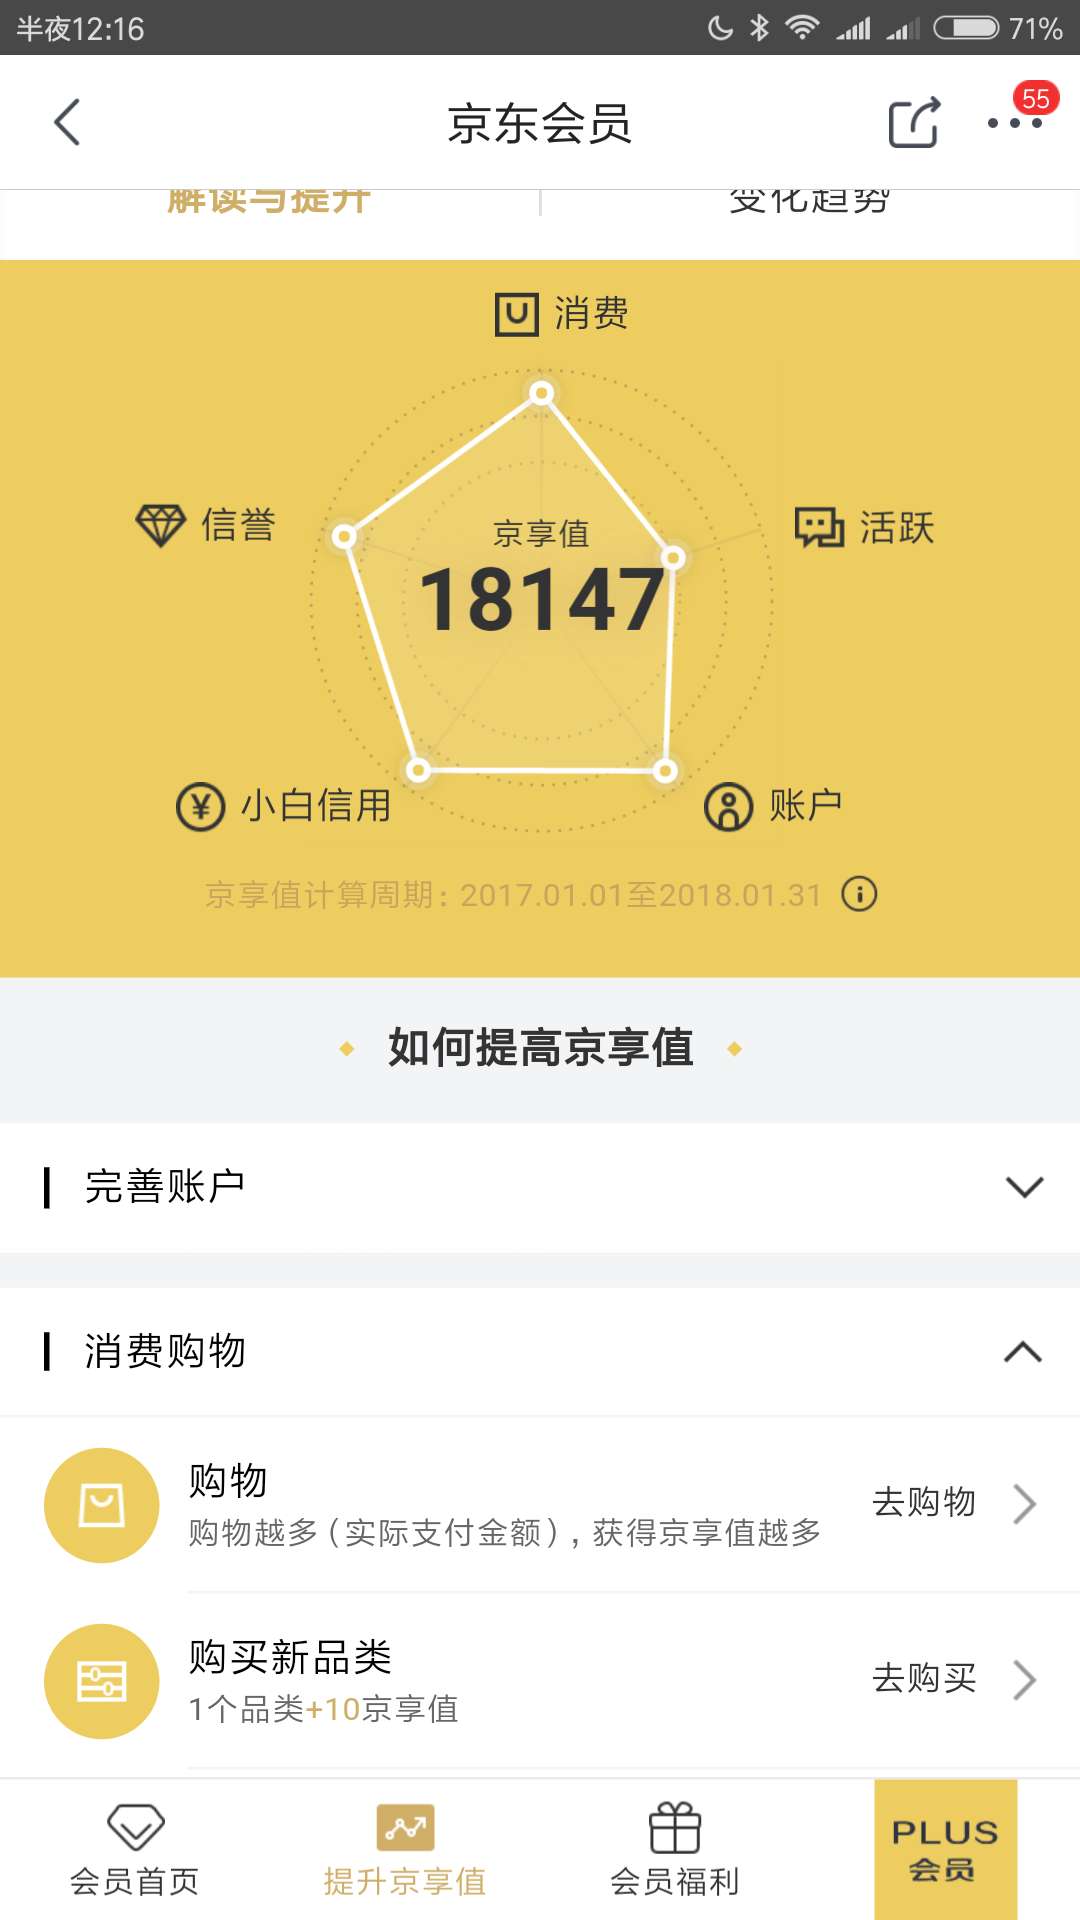 半夜12:16
71%
京东会员
55
解读与提升
变化趋势
消费
信誉
活跃
京享值
18147
小白信用
账户
京享值计算周期：2017.01.01至2018.01.31
如何提高京享值
完善账户
消费购物
购物
购物越多（实际支付金额），获得京享值越多
去购物
购买新品类
1个品类+10京享值
去购买
会员首页
提升京享值
会员福利
PLUS
会员